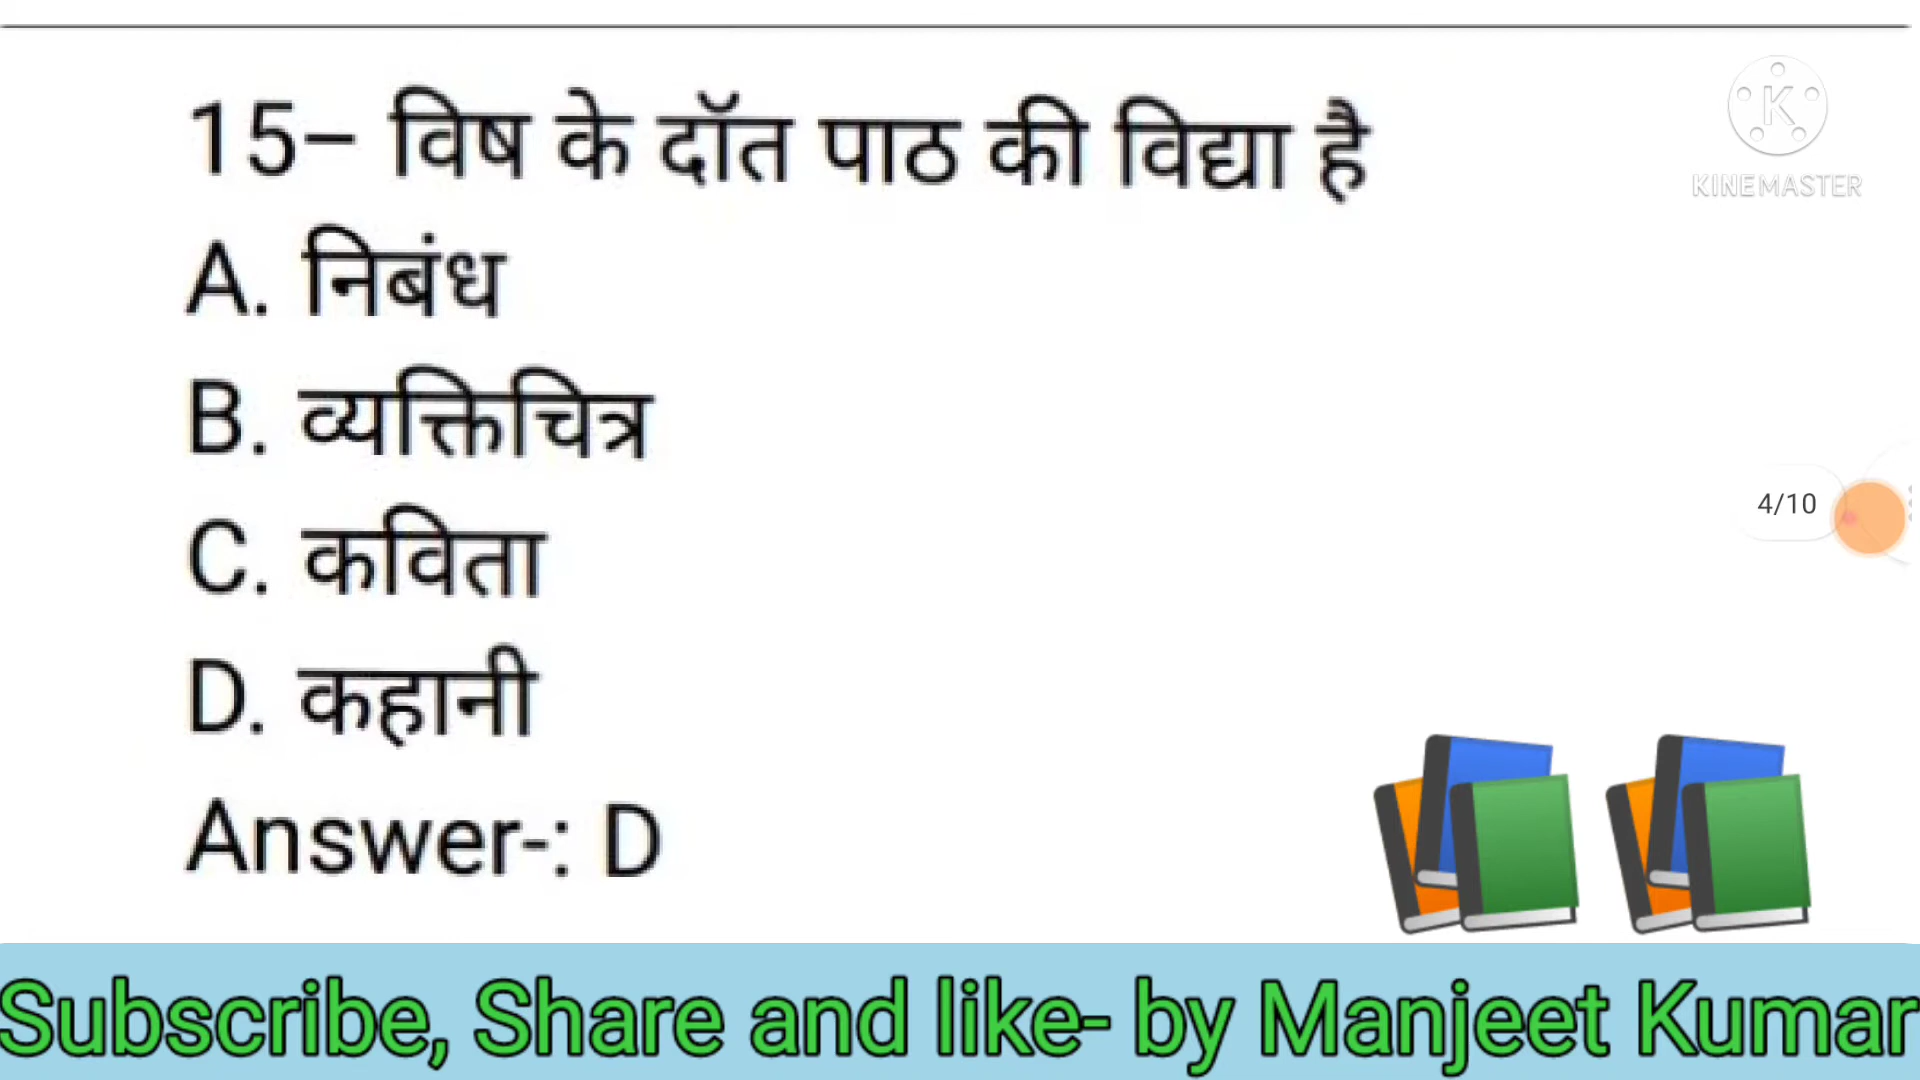 15– विष के दाॅंत पाठ की विद्या है
KINEMASTER
A. निबंध
B. व्यक्तिचित्र
C. कविता
4/10
D. कहानी
Answer-: D
Subscribe, Share and like- by Manjeet Kumar